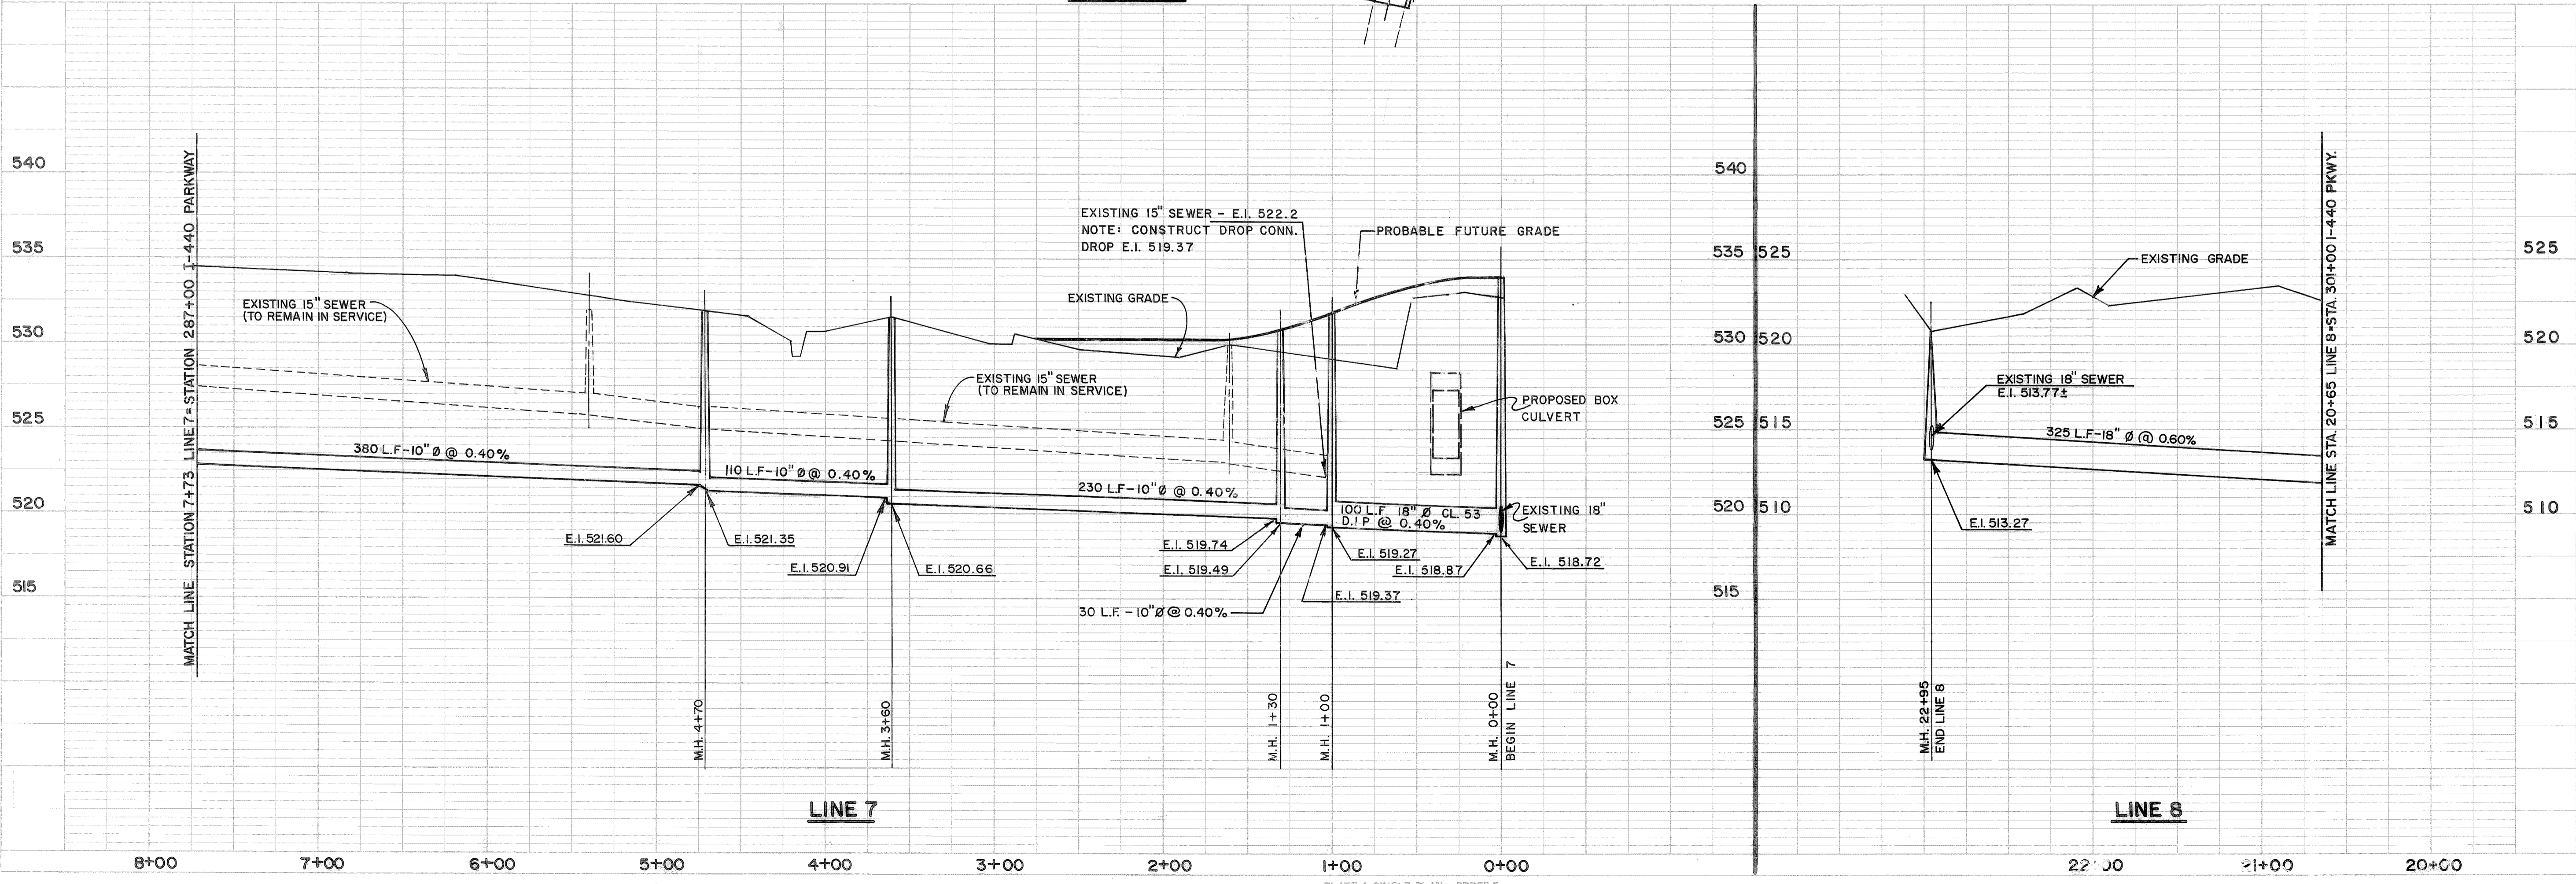 540
535
530
525
520
515
MATCH LINE STATION 7+73 LINE 7 = STATION 287+00 I-440 PARKWAY
EXISTING 15" SEWER
(TO REMAIN IN SERVICE)
380 L.F-10" Ø @ 0.40%
E.I. 521.60
E.I. 521.35
110 L.F-10" Ø @ 0.40%
E.I. 520.91
E.I. 520.66
M.H. 4+70
M.H. 3+60
EXISTING 15" SEWER - E.I. 522.2
NOTE: CONSTRUCT DROP CONN.
DROP E.I. 519.37
PROBABLE FUTURE GRADE
EXISTING GRADE
EXISTING 15" SEWER
(TO REMAIN IN SERVICE)
230 L.F-10" Ø @ 0.40%
E.I. 519.74
E.I. 519.49
30 L.F. - 10" Ø @ 0.40%
E.I. 519.37
E.I. 519.27
100 L.F 18" Ø CL. 53
D.I.P @ 0.40%
E.I. 518.87
E.I. 518.72
PROPOSED BOX
CULVERT
EXISTING 18"
SEWER
M.H. 1+30
M.H. 1+00
M.H. 0+00
BEGIN LINE 7
540
535
530
525
520
515
525
520
515
510
EXISTING GRADE
EXISTING 18" SEWER
E.I. 513.77±
325 L.F-18" Ø @ 0.60%
E.I. 513.27
M.H. 22+95
END LINE 8
MATCH LINE STA. 20+65 LINE 8=STA. 301+00 I-440 PKWY.
525
520
515
510
LINE 7
LINE 8
8+00
7+00
6+00
5+00
4+00
3+00
2+00
1+00
0+00
22+00
21+00
20+00